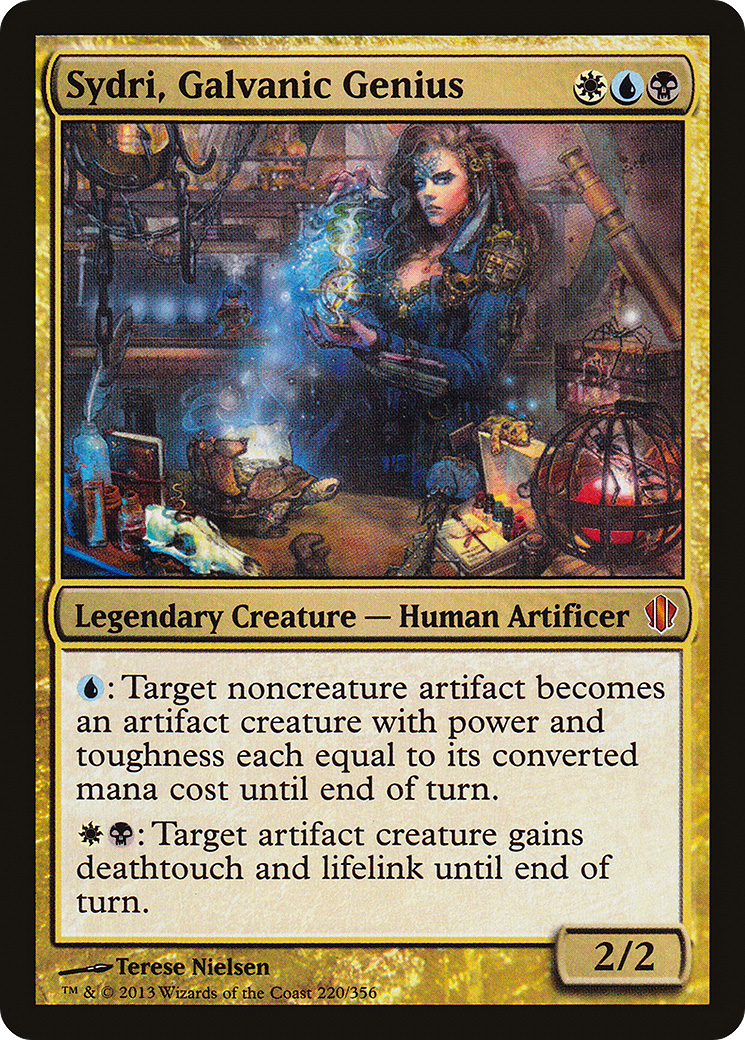 Sydri, Galvanic Genius
Legendary Creature — Human Artificer
: Target noncreature artifact becomes
an artifact creature with power and
toughness each equal to its converted
mana cost until end of turn.
: Target artifact creature gains
deathtouch and lifelink until end of
turn.
2/2
Terese Nielsen
™ & © 2013 Wizards of the Coast 220/356